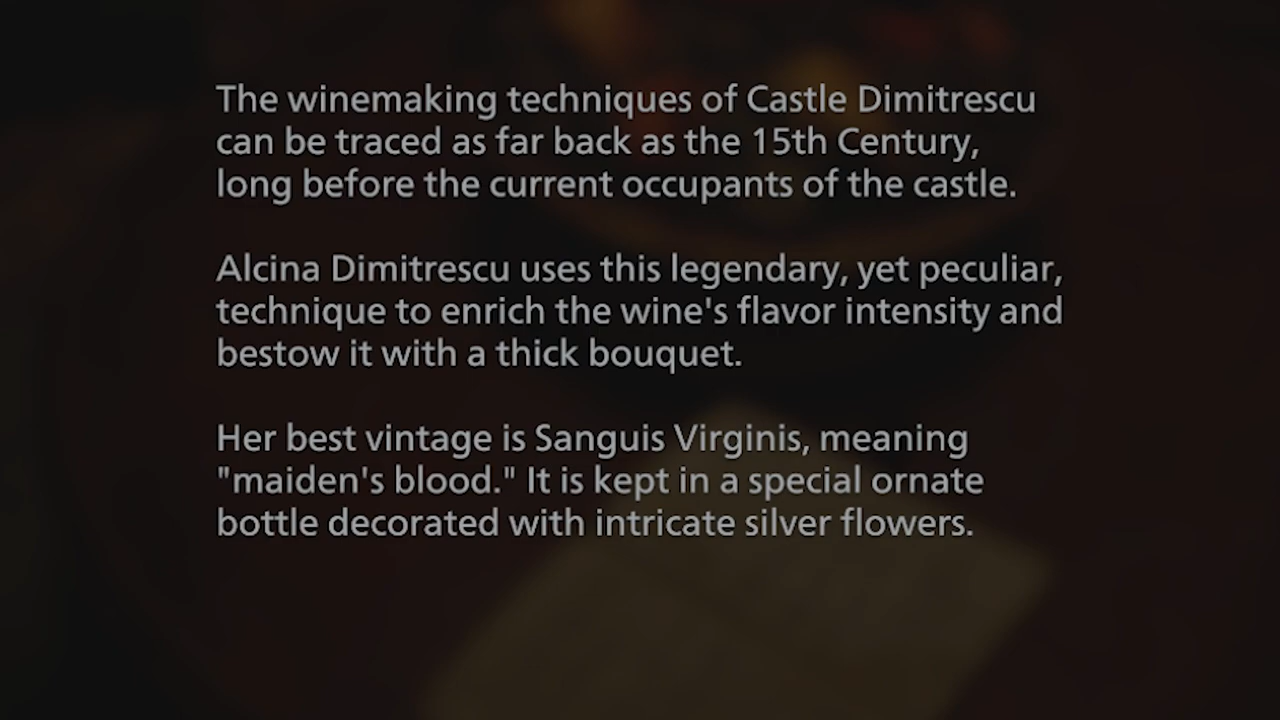 The winemaking techniques of Castle Dimitrescu
can be traced as far back as the 15th Century,
long before the current occupants of the castle.
Alcina Dimitrescu uses this legendary, yet peculiar,
technique to enrich the wine's flavor intensity and
bestow it with a thick bouquet.
Her best vintage is Sanguis Virginis, meaning
"maiden's blood." It is kept in a special ornate
bottle decorated with intricate silver flowers.